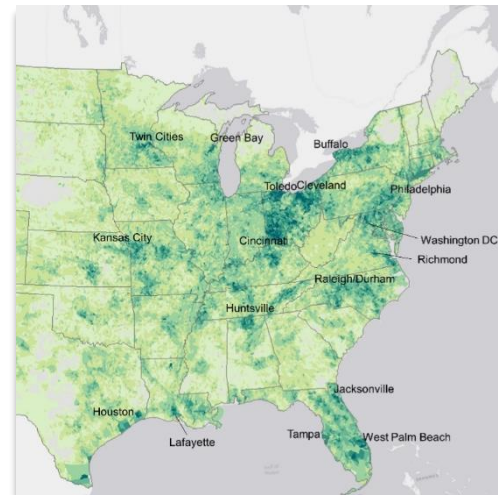 Twin Cities
Green Bay
Buffalo
Toledo
Cleveland
Philadelphia
Kansas City
Cincinnati
Washington DC
Richmond
Raleigh/Durham
Huntsville
Jacksonville
Houston
Tampa
West Palm Beach
Lafayette